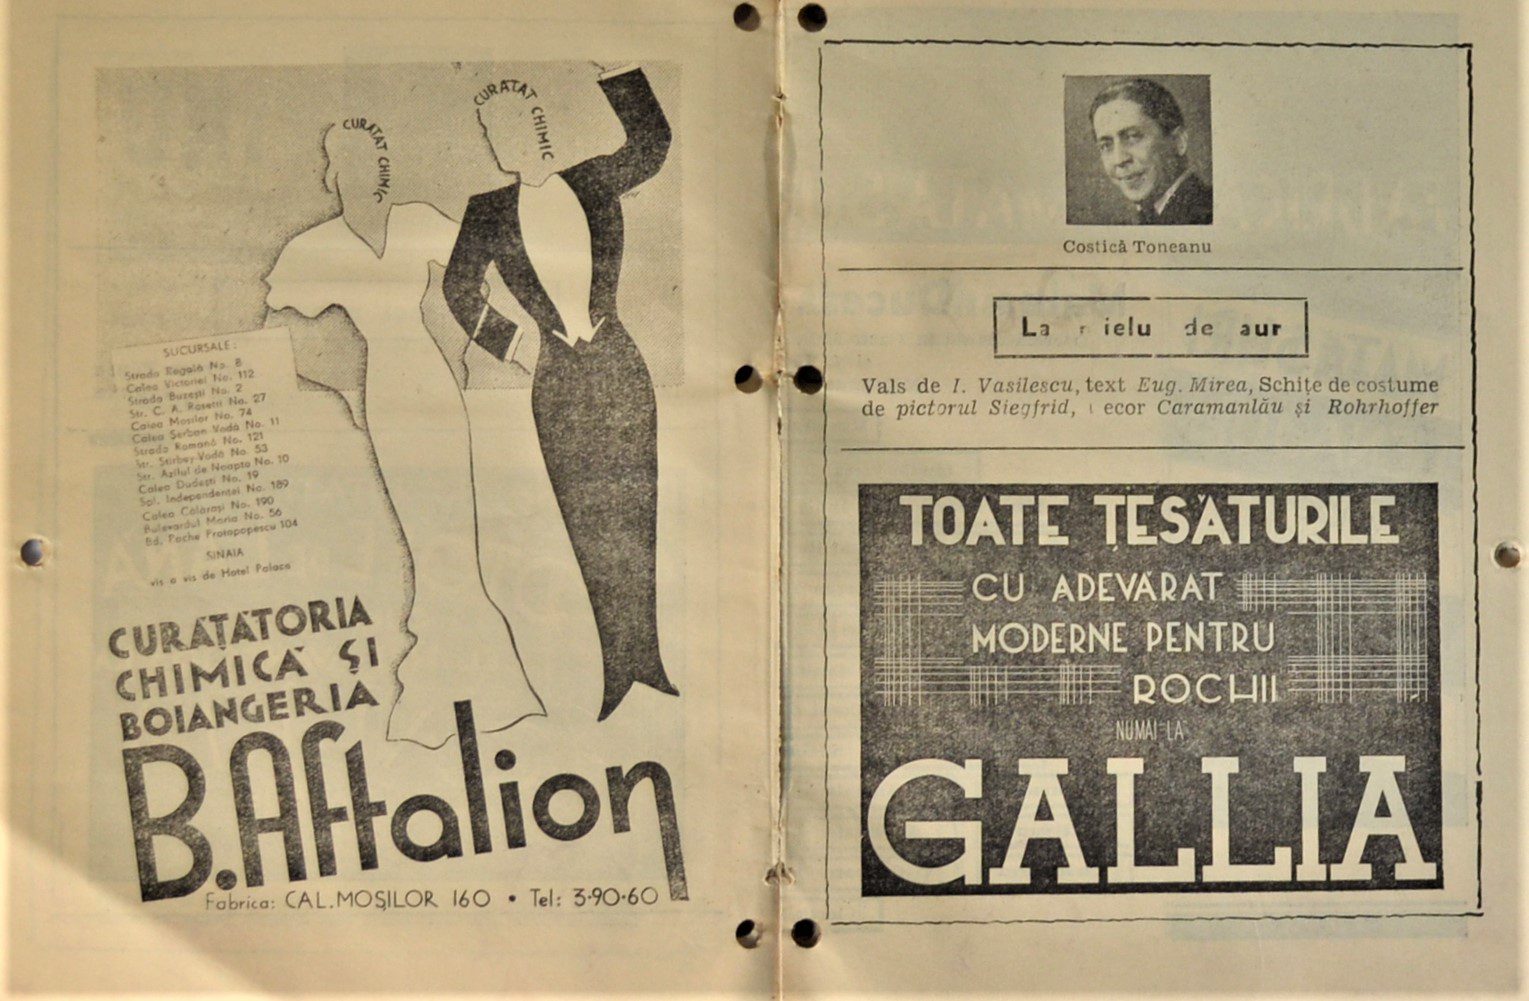 CURĂȚAT CHIMIC
CURĂȚAT CHIMIC
SUCURSALE:
Strada Regală No. 8
Calea Victoriei No. 112
Strada Buzești No. 2
Str. C. A. Rosetti No. 27
Calea Moșilor No. 74
Calea Șerban Vodă No. 11
Strada Romană No. 121
Str. Știrbey-Vodă No. 53
Str. Azilul de Noapte No. 10
Calea Dudești No. 19
Spl. Independenței No. 189
Calea Călărași No. 190
Bulevardul Maria No. 56
Bd. Pache Protopopescu 104
SINAIA
vis a vis de Hotel Palace
CURĂȚĂTORIA
CHIMICĂ ȘI
BOIANGERIA
B. Aftalion
Fabrica: CAL. MOȘILOR 160 • Tel: 3·90·60
Costică Toneanu
La ielu de aur
Vals de I. Vasilescu, text Eug. Mirea, Schițe de costume
de pictorul Siegfrid, ecor Caramanlău și Rohrhoffer
TOATE ȚESĂTURILE
CU ADEVĂRAT
MODERNE PENTRU
ROCHII
NUMAI LA
GALLIA